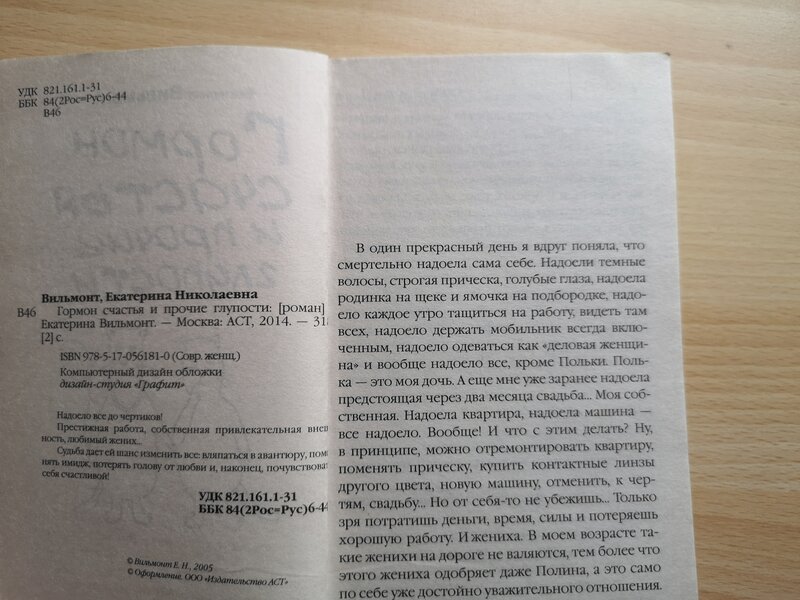 УДК 821.161.1-31
ББК 84(2Рос=Рус)6-44
В46
Вильмонт, Екатерина Николаевна
В46 Гормон счастья и прочие глупости: [роман]
Екатерина Вильмонт. — Москва: АСТ, 2014. — 318
[2] с.
ISBN 978-5-17-056181-0 (Совр. женщ.)
Компьютерный дизайн обложки
дизайн-студия «Графит»
Надоело все до чертиков!
Престижная работа, собственная привлекательная внеш
ность, любимый жених...
Судьба дает ей шанс изменить все: вляпаться в авантюру, поме
нять имидж, потерять голову от любви и, наконец, почувствоват
себя счастливой!
УДК 821.161.1-31
ББК 84(2Рос=Рус)6-44
© Вильмонт Е. Н., 2005
© Оформление. ООО «Издательство АСТ»
В один прекрасный день я вдруг поняла, что
смертельно надоела сама себе. Надоели темные
волосы, строгая прическа, голубые глаза, надоела
родинка на щеке и ямочка на подбородке, надо-
ело каждое утро тащиться на работу, видеть там
всех, надоело держать мобильник всегда вклю-
ченным, надоело одеваться как «деловая женщи-
на» и вообще надоело все, кроме Польки. Поль-
ка — это моя дочь. А еще мне уже заранее надоела
предстоящая через два месяца свадьба... Моя соб-
ственная. Надоела квартира, надоела машина —
все надоело. Вообще! И что с этим делать? Ну,
в принципе, можно отремонтировать квартиру,
поменять прическу, купить контактные линзы
другого цвета, новую машину, отменить, к чер-
тям, свадьбу... Но от себя-то не убежишь... Только
зря потратишь деньги, время, силы и потеряешь
хорошую работу. И жениха. В моем возрасте та-
кие женихи на дороге не валяются, тем более что
этого жениха одобряет даже Полина, а это само
по себе уже достойно уважительного отношения.